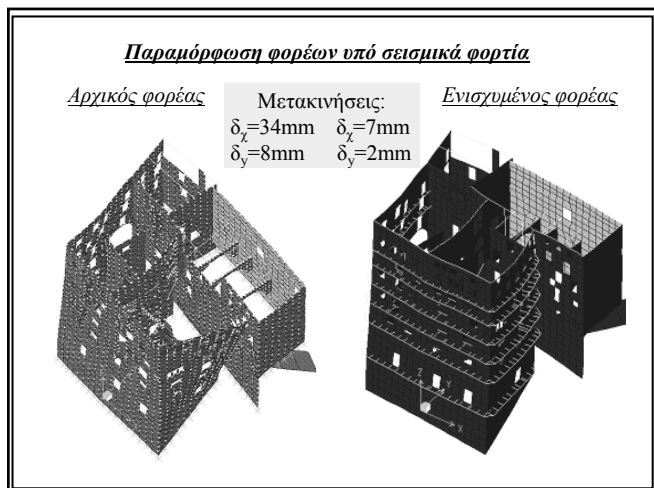 Παραμόρφωση φορέων υπό σεισμικά φορτία
Αρχικός φορέας
Μετακινήσεις:
δχ=34mm δχ=7mm
δy=8mm δy=2mm
Ενισχυμένος φορέας
Z
Y
X